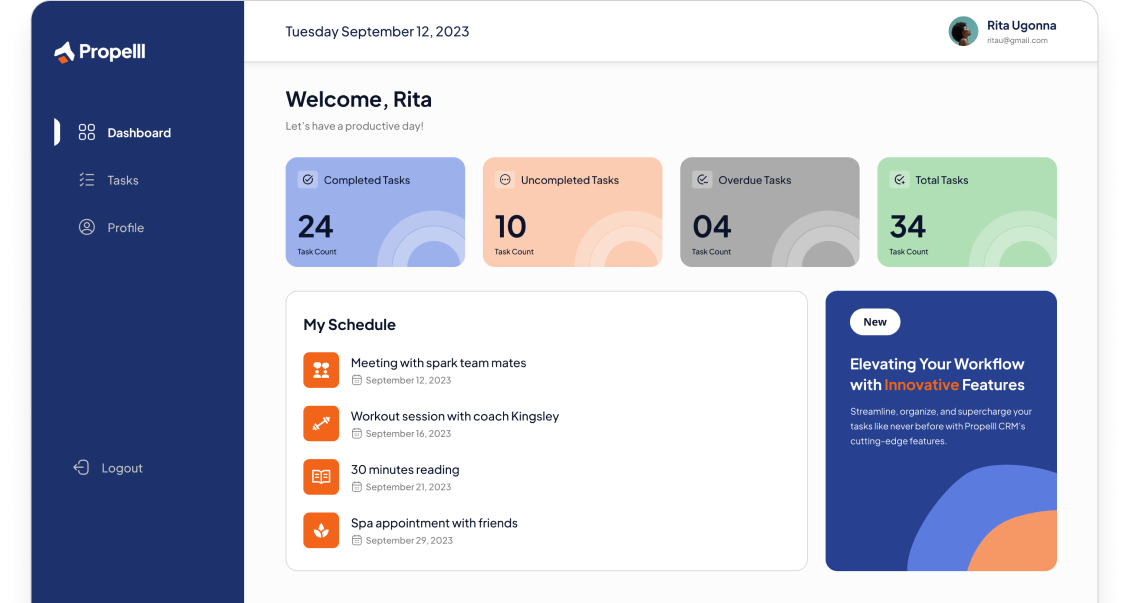 Propelll
Dashboard
Tasks
Profile
Logout
Tuesday September 12, 2023
Rita Ugonna
ritau@gmail.com
Welcome, Rita
Let's have a productive day!
Completed Tasks
24
Task Count
Uncompleted Tasks
10
Task Count
Overdue Tasks
04
Task Count
Total Tasks
34
Task Count
My Schedule
Meeting with spark team mates
September 12, 2023
Workout session with coach Kingsley
September 16, 2023
30 minutes reading
September 21, 2023
Spa appointment with friends
September 29, 2023
New
Elevating Your Workflow
with Innovative Features
Streamline, organize, and supercharge your
tasks like never before with Propelll CRM's
cutting-edge features.